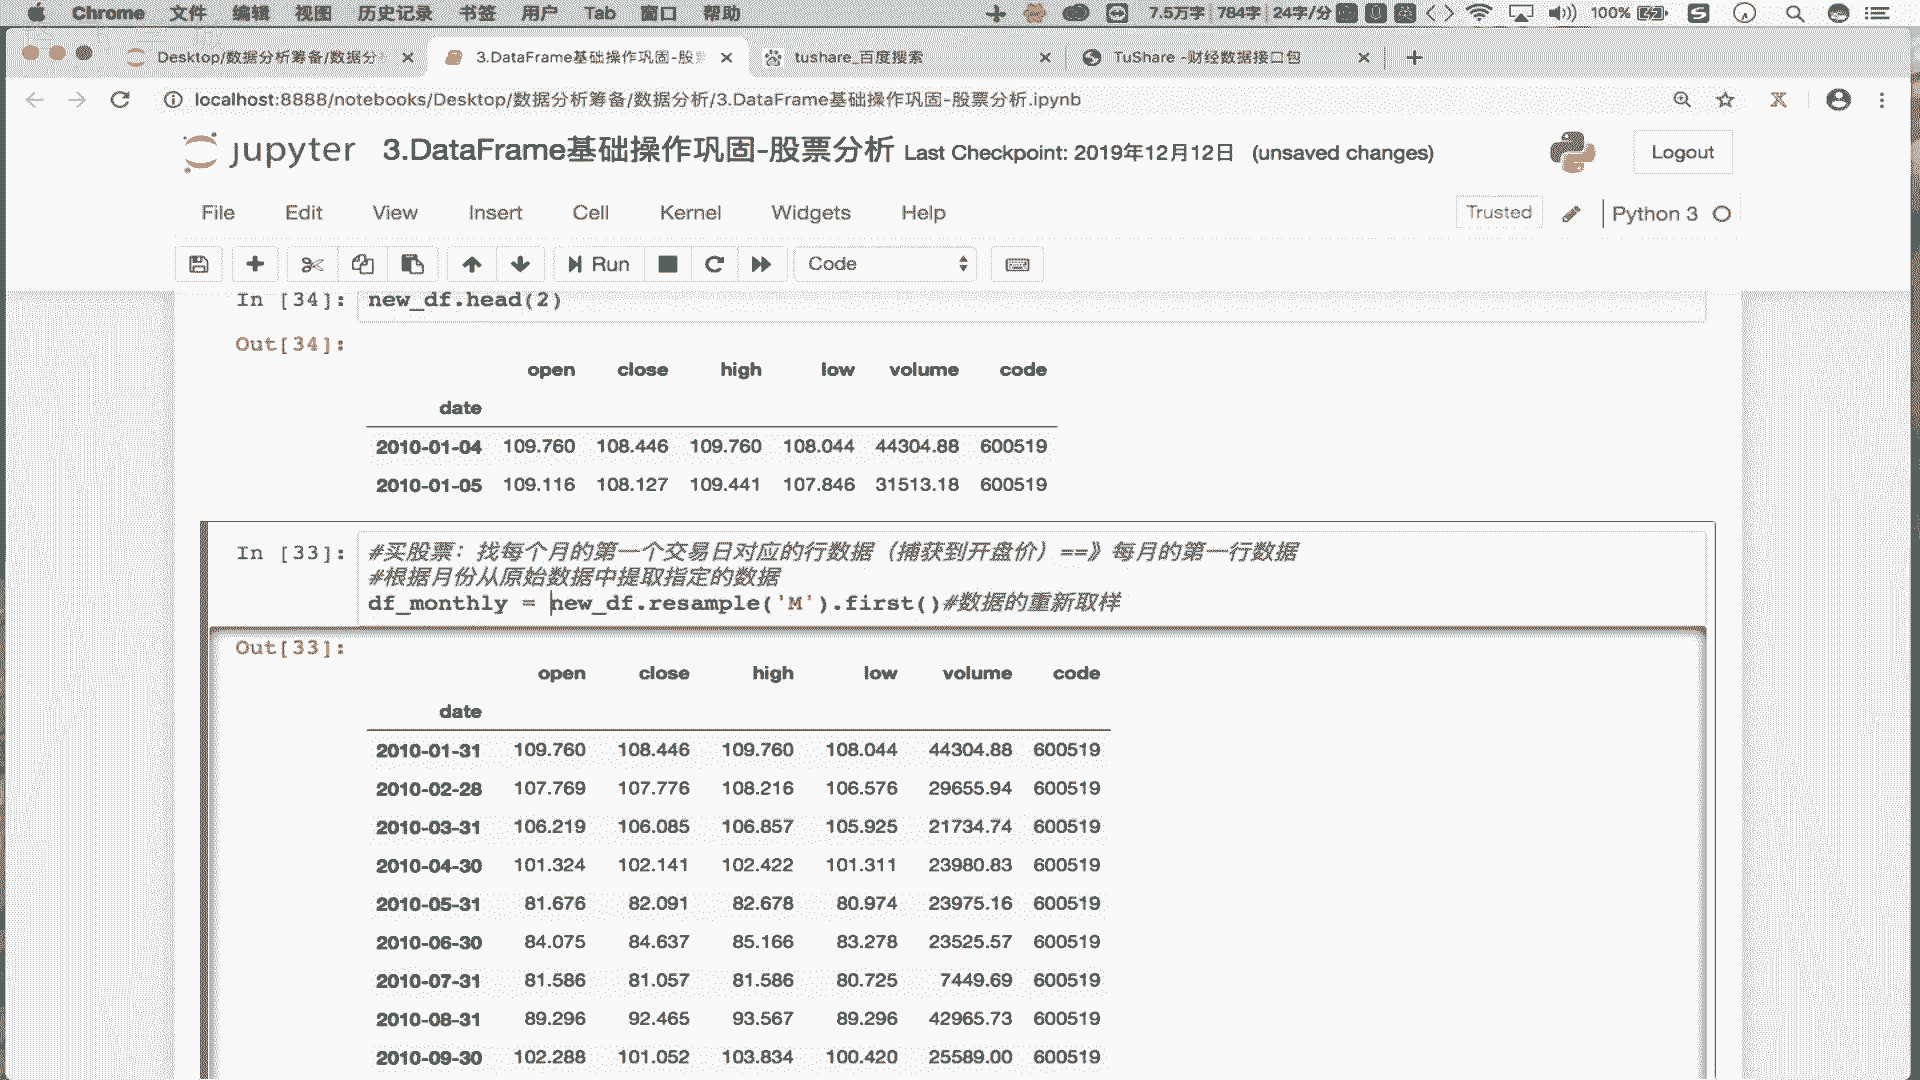 Chrome 文件 编辑 视图 历史记录 书签 用户 Tab 窗口 帮助 7.5万字 784字 24字/分 100%
Desktop/数据分析筹备/数据分 3.DataFrame基础操作巩固-股 tushare_百度搜索 TuShare -财经数据接口包
localhost:8888/notebooks/Desktop/数据分析筹备/数据分析/3.DataFrame基础操作巩固-股票分析.ipynb
jupyter 3.DataFrame基础操作巩固-股票分析 Last Checkpoint: 2019年12月12日 (unsaved changes) Logout
File Edit View Insert Cell Kernel Widgets Help Trusted Python 3
Run Code
In [34]: new_df.head(2)
Out[34]:
open close high low volume code
date
2010-01-04 109.760 108.446 109.760 108.044 44304.88 600519
2010-01-05 109.116 108.127 109.441 107.846 31513.18 600519
In [33]: #买股票：找每个月的第一个交易日对应的行数据（捕获到开盘价）==》每月的第一行数据
#根据月份从原始数据中提取指定的数据
df_monthly = new_df.resample('M').first()#数据的重新取样
Out[33]:
open close high low volume code
date
2010-01-31 109.760 108.446 109.760 108.044 44304.88 600519
2010-02-28 107.769 107.776 108.216 106.576 29655.94 600519
2010-03-31 106.219 106.085 106.857 105.925 21734.74 600519
2010-04-30 101.324 102.141 102.422 101.311 23980.83 600519
2010-05-31 81.676 82.091 82.678 80.974 23975.16 600519
2010-06-30 84.075 84.637 85.166 83.278 23525.57 600519
2010-07-31 81.586 81.057 81.586 80.725 7449.69 600519
2010-08-31 89.296 92.465 93.567 89.296 42965.73 600519
2010-09-30 102.288 101.052 103.834 100.420 25589.00 600519